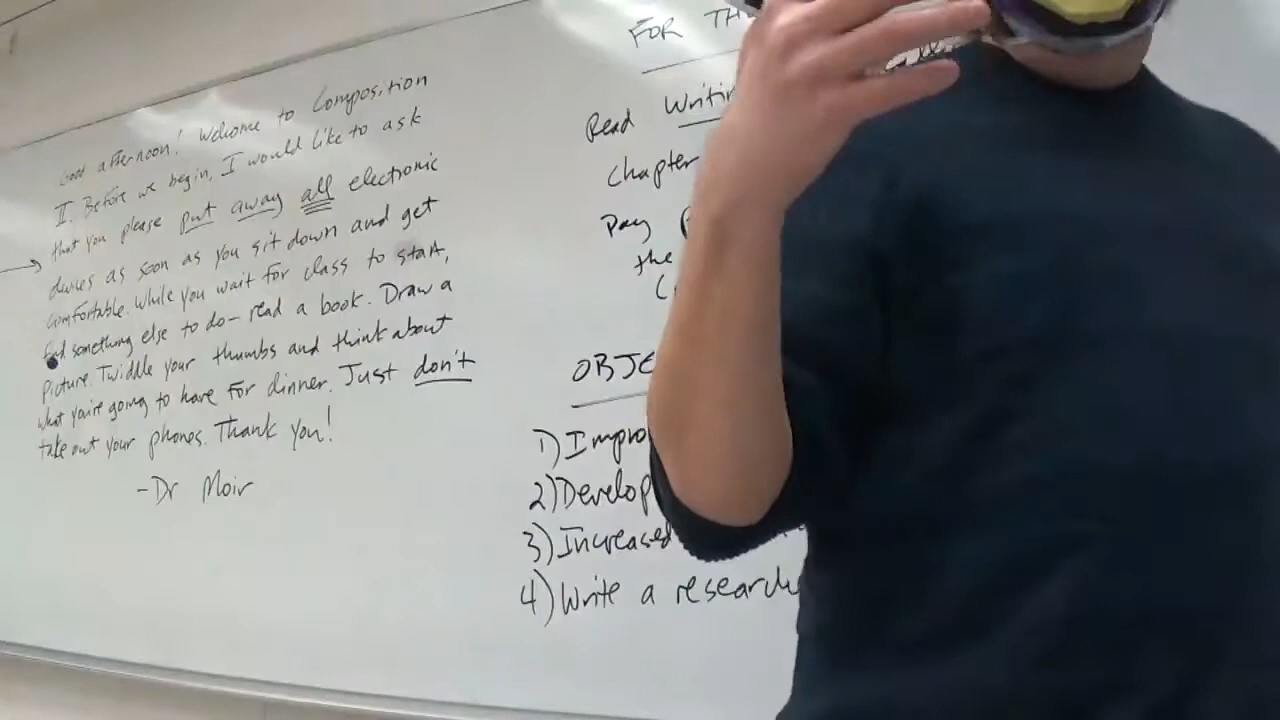 Good afternoon! Welcome to Composition
II. Before we begin, I would like to ask
that you please put away all electronic
devices as soon as you sit down and get
comfortable. While you wait for class to start,
find something else to do— read a book. Draw a
picture. Twiddle your thumbs and think about
what you're going to have for dinner. Just don't
take out your phones. Thank you!
-Dr Moir
FOR TH
Read Writin
Chapter
Pay
the
OBJE
1) Impro
2) Develop
3) Increased
4) Write a research